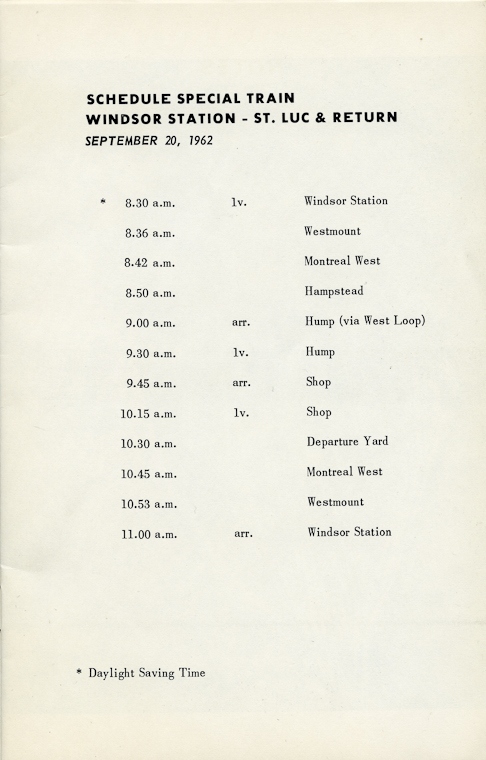 SCHEDULE SPECIAL TRAIN
WINDSOR STATION - ST. LUC & RETURN
SEPTEMBER 20, 1962
* 8.30 a.m. lv. Windsor Station
8.36 a.m. Westmount
8.42 a.m. Montreal West
8.50 a.m. Hampstead
9.00 a.m. arr. Hump (via West Loop)
9.30 a.m. lv. Hump
9.45 a.m. arr. Shop
10.15 a.m. lv. Shop
10.30 a.m. Departure Yard
10.45 a.m. Montreal West
10.53 a.m. Westmount
11.00 a.m. arr. Windsor Station
* Daylight Saving Time